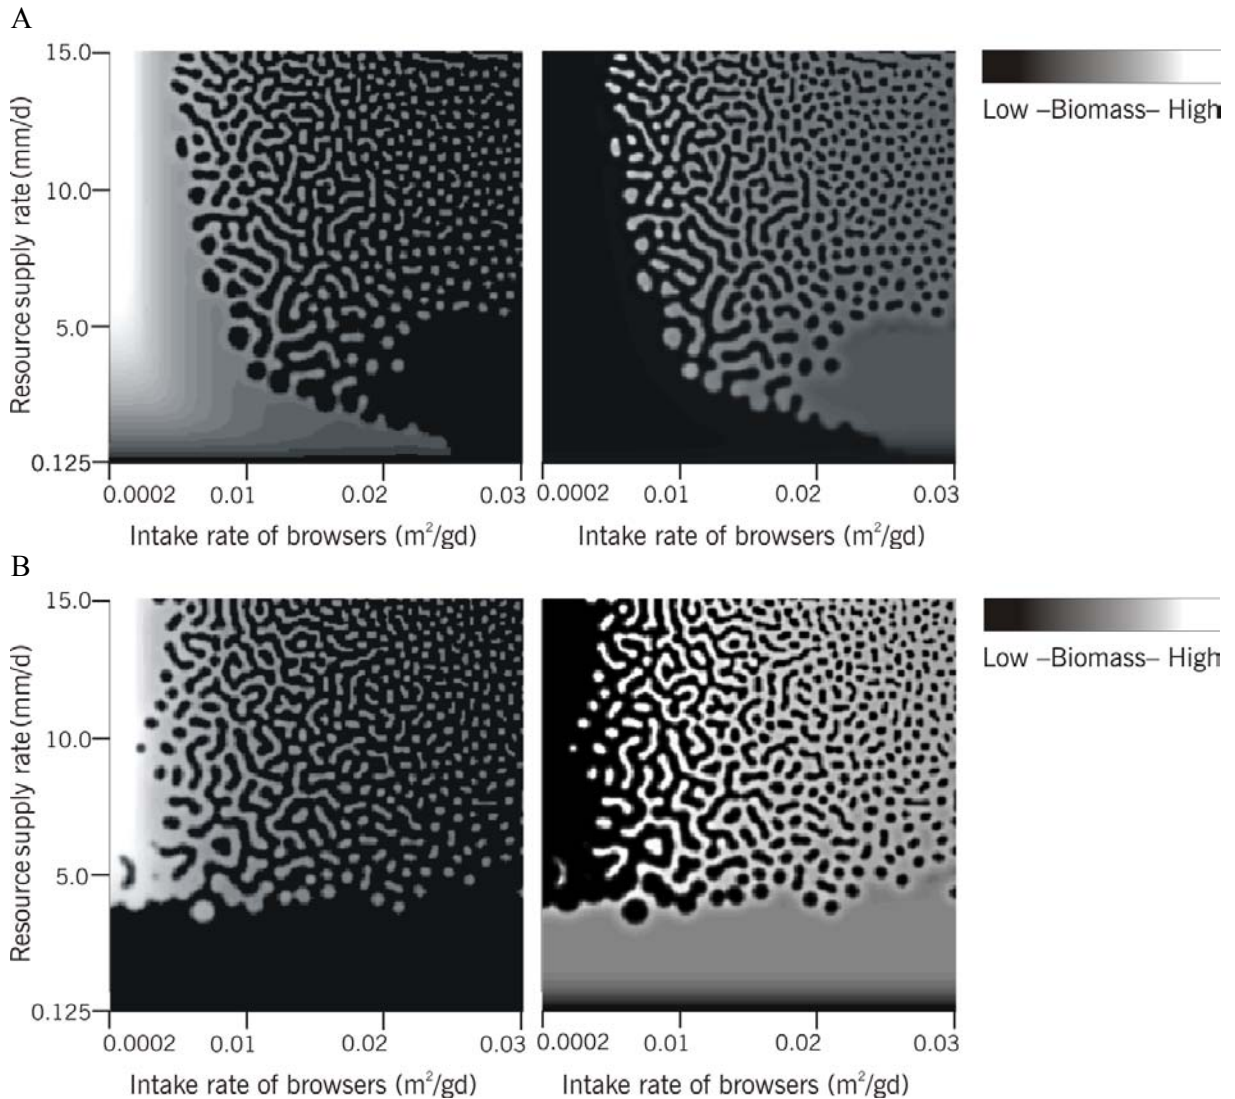 A
15.0
10.0
5.0
0.125
Resource supply rate (mm/d)
0.0002 0.01 0.02 0.03
Intake rate of browsers (m²/gd)
0.0002 0.01 0.02 0.03
Intake rate of browsers (m²/gd)
Low –Biomass– High
B
15.0
10.0
5.0
0.125
Resource supply rate (mm/d)
0.0002 0.01 0.02 0.03
Intake rate of browsers (m²/gd)
0.0002 0.01 0.02 0.03
Intake rate of browsers (m²/gd)
Low –Biomass– High